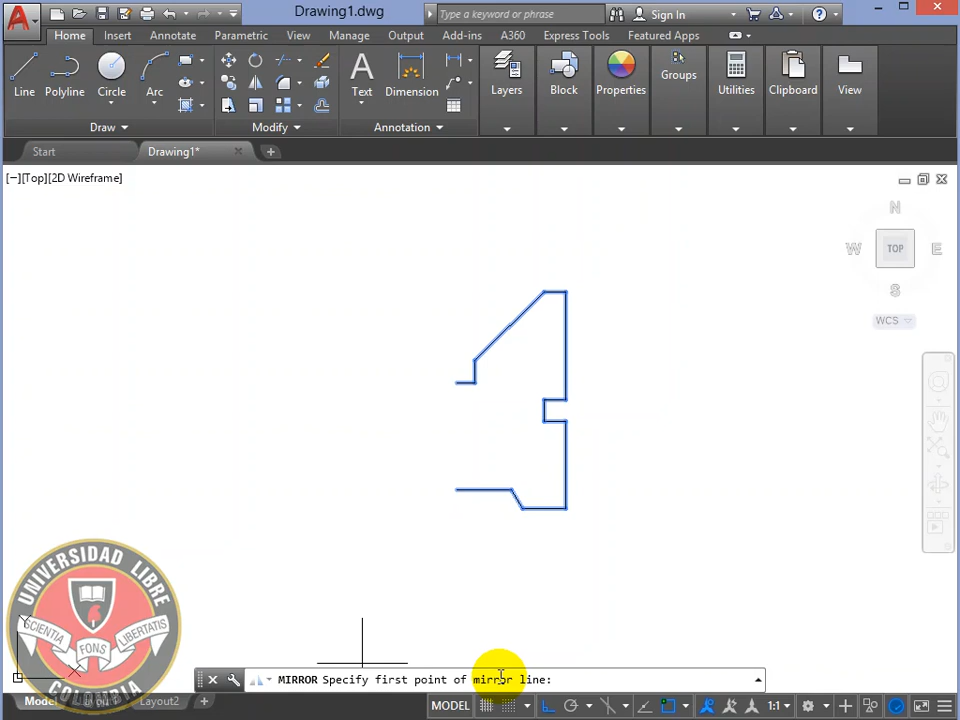 Drawing1.dwg
Type a keyword or phrase
Sign In
Home Insert Annotate Parametric View Manage Output Add-ins A360 Express Tools Featured Apps
Line Polyline Circle Arc Text Dimension Layers Block Properties Groups Utilities Clipboard View
Draw Modify Annotation
Start Drawing1*
[−][Top][2D Wireframe]
N
W TOP E
S
WCS
UNIVERSIDAD LIBRE
SCIENTIA FONS LIBERTATIS
COLOMBIA
Y
X
MIRROR Specify first point of mirror line:
Model Layout2 +
MODEL 1:1